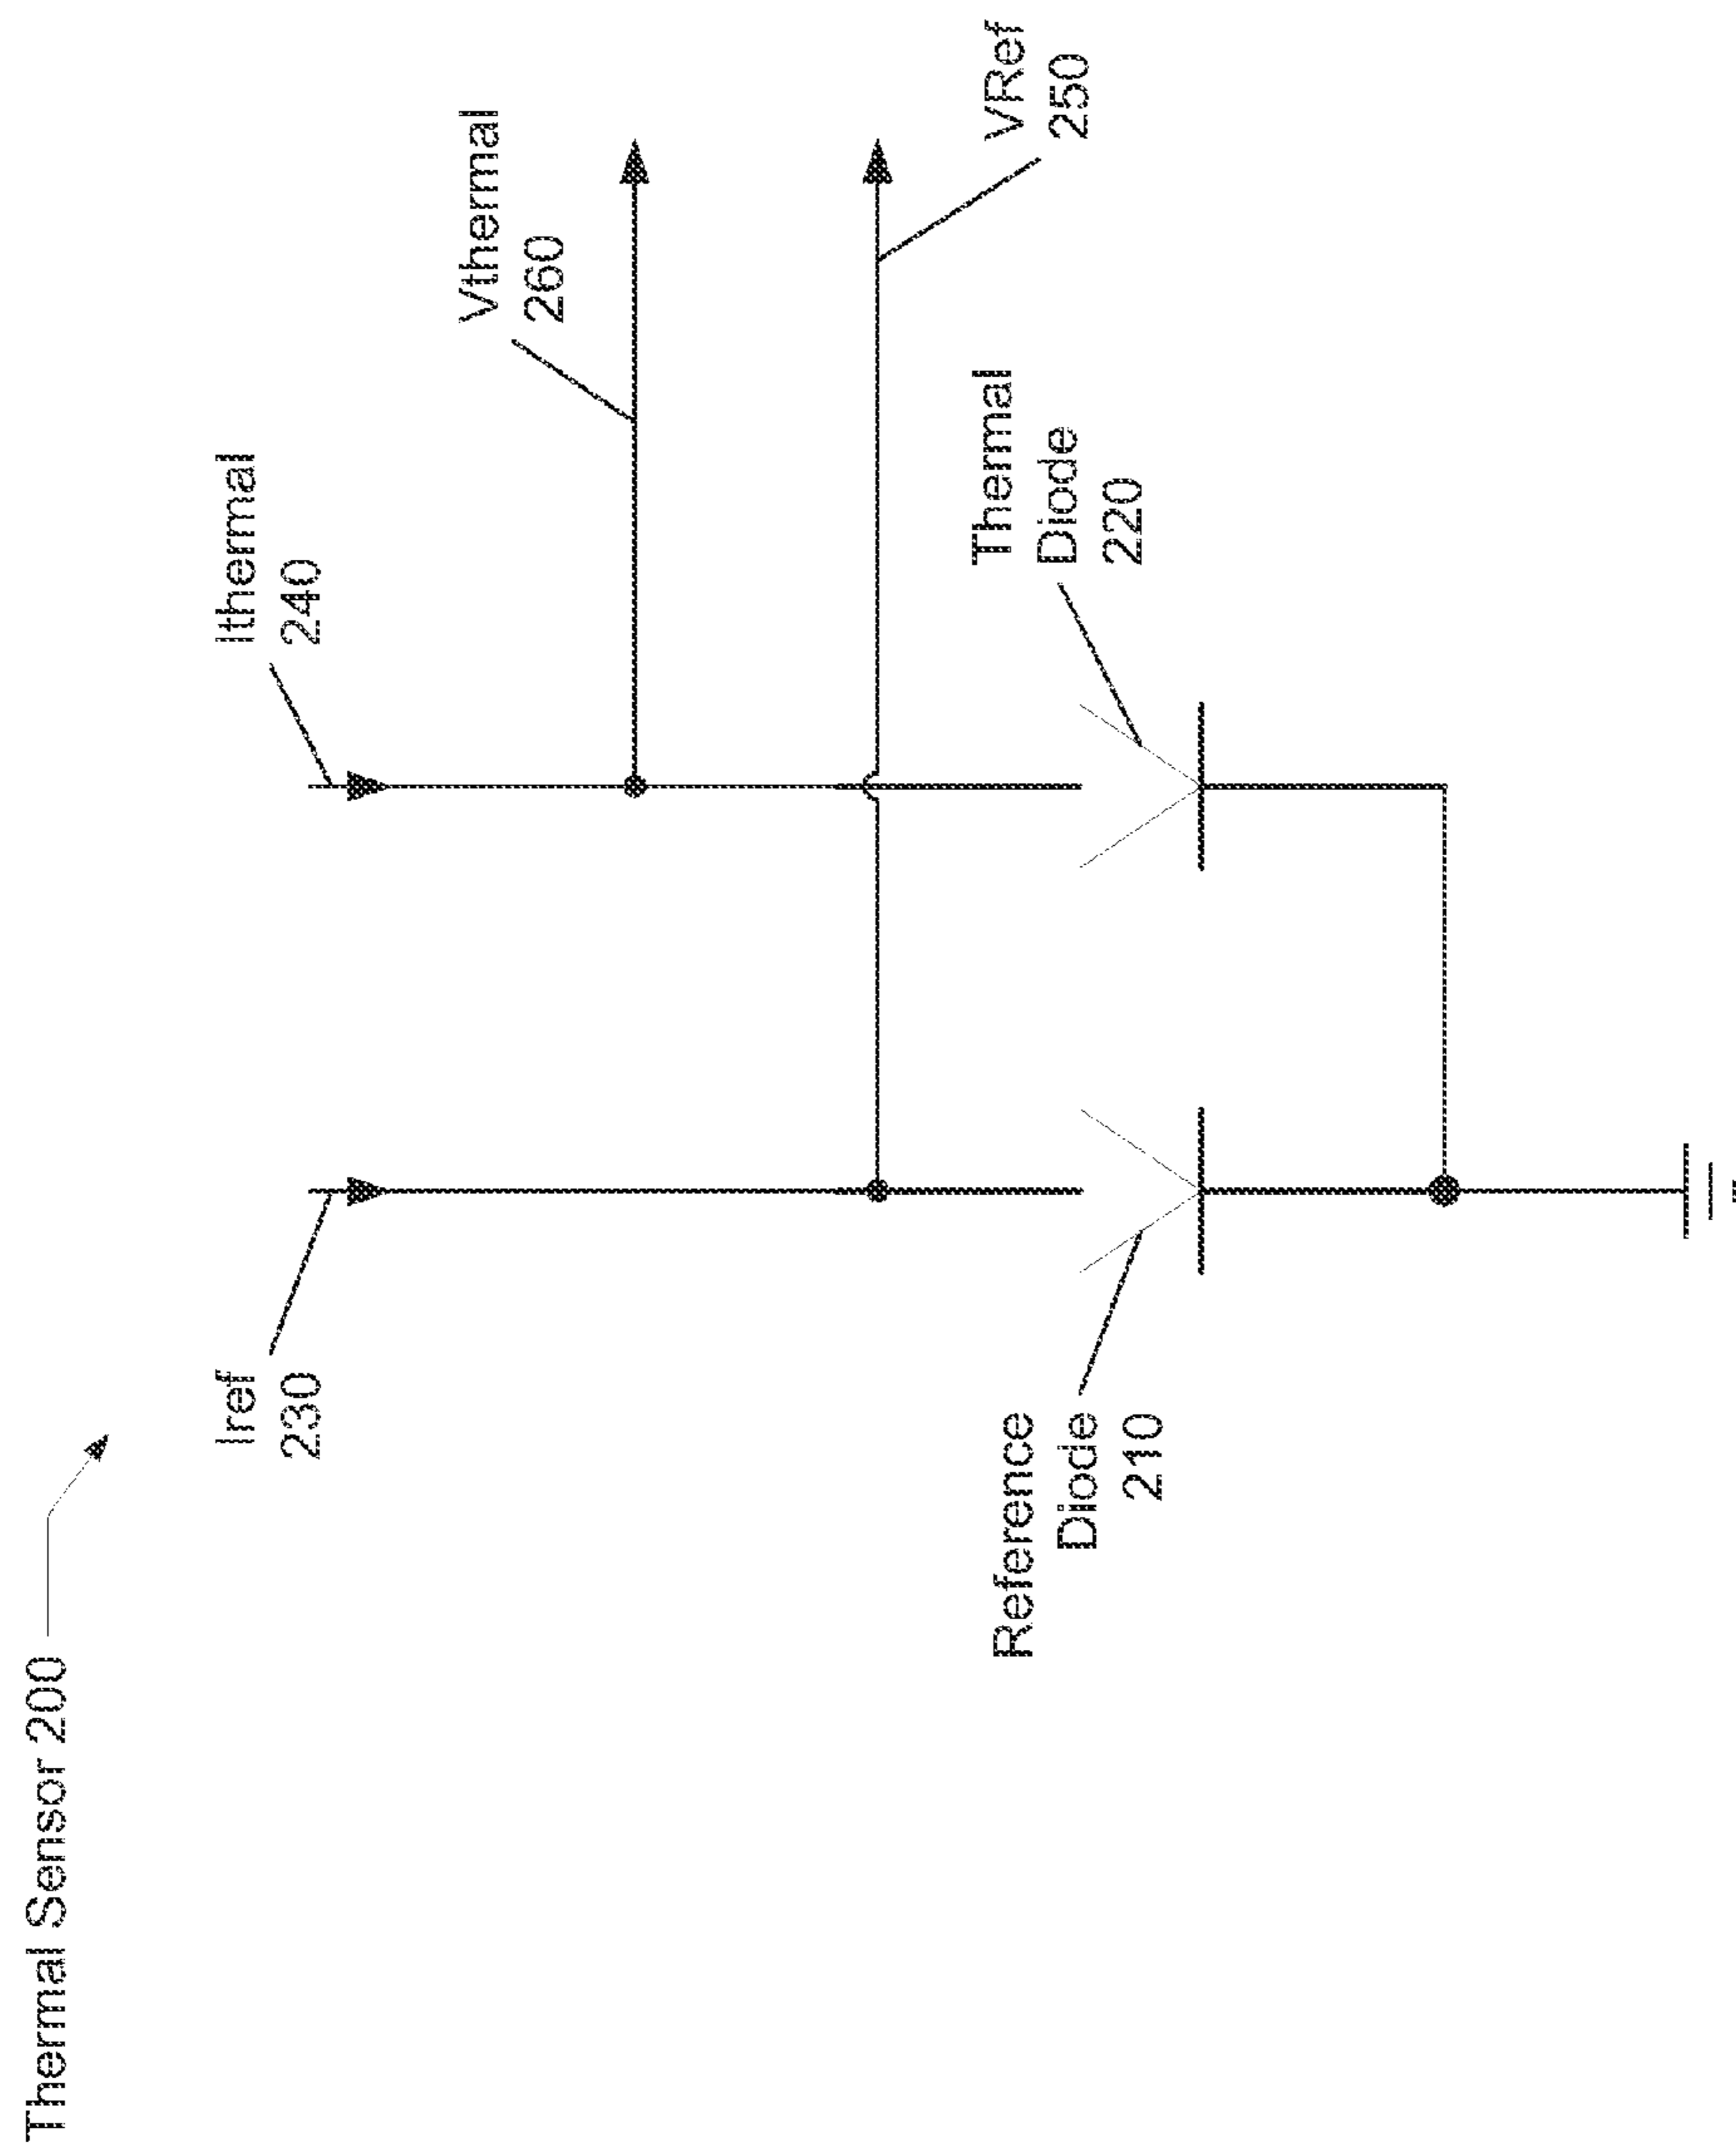 Thermal Sensor 200
Iref
230
Ithermal
240
Vthermal
260
VRef
250
Reference
Diode
210
Thermal
Diode
220